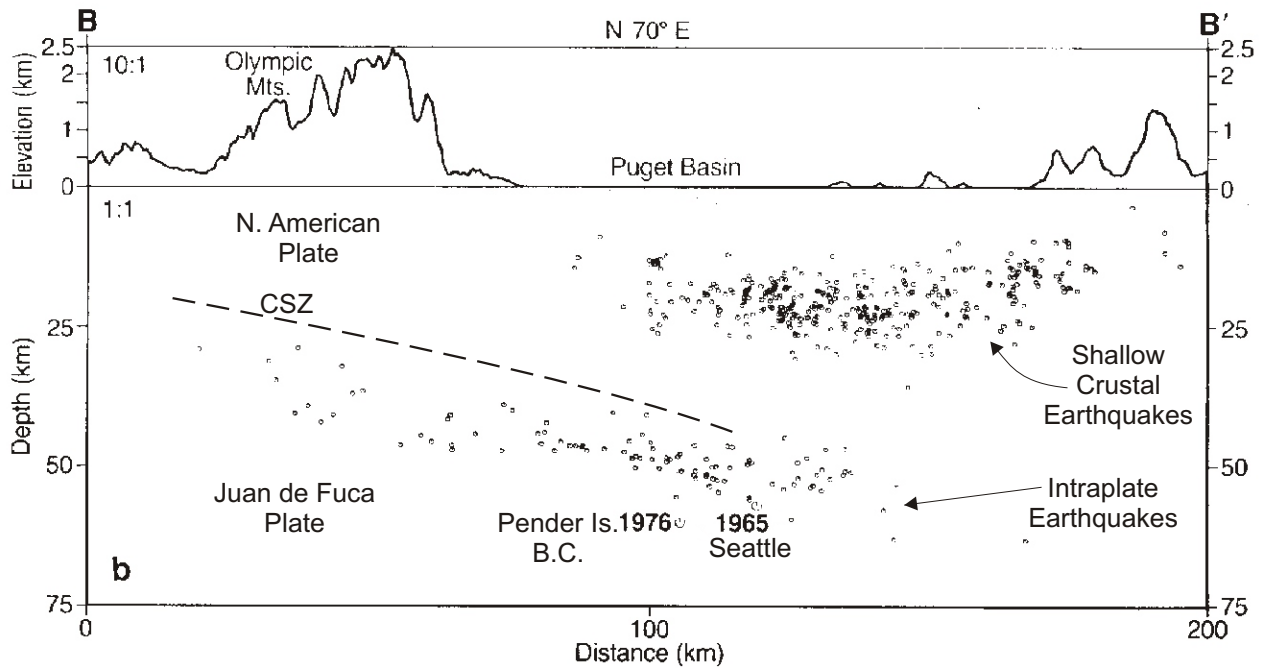 B
N 70° E
B′
2.5
10:1
Olympic
Mts.
2
1
0
Elevation (km)
Puget Basin
2.5
2
1
0
1:1
N. American
Plate
CSZ
25
50
75
Depth (km)
25
50
75
Shallow
Crustal
Earthquakes
Juan de Fuca
Plate
Intraplate
Earthquakes
Pender Is.
B.C.
1976
1965
Seattle
b
0
100
200
Distance (km)